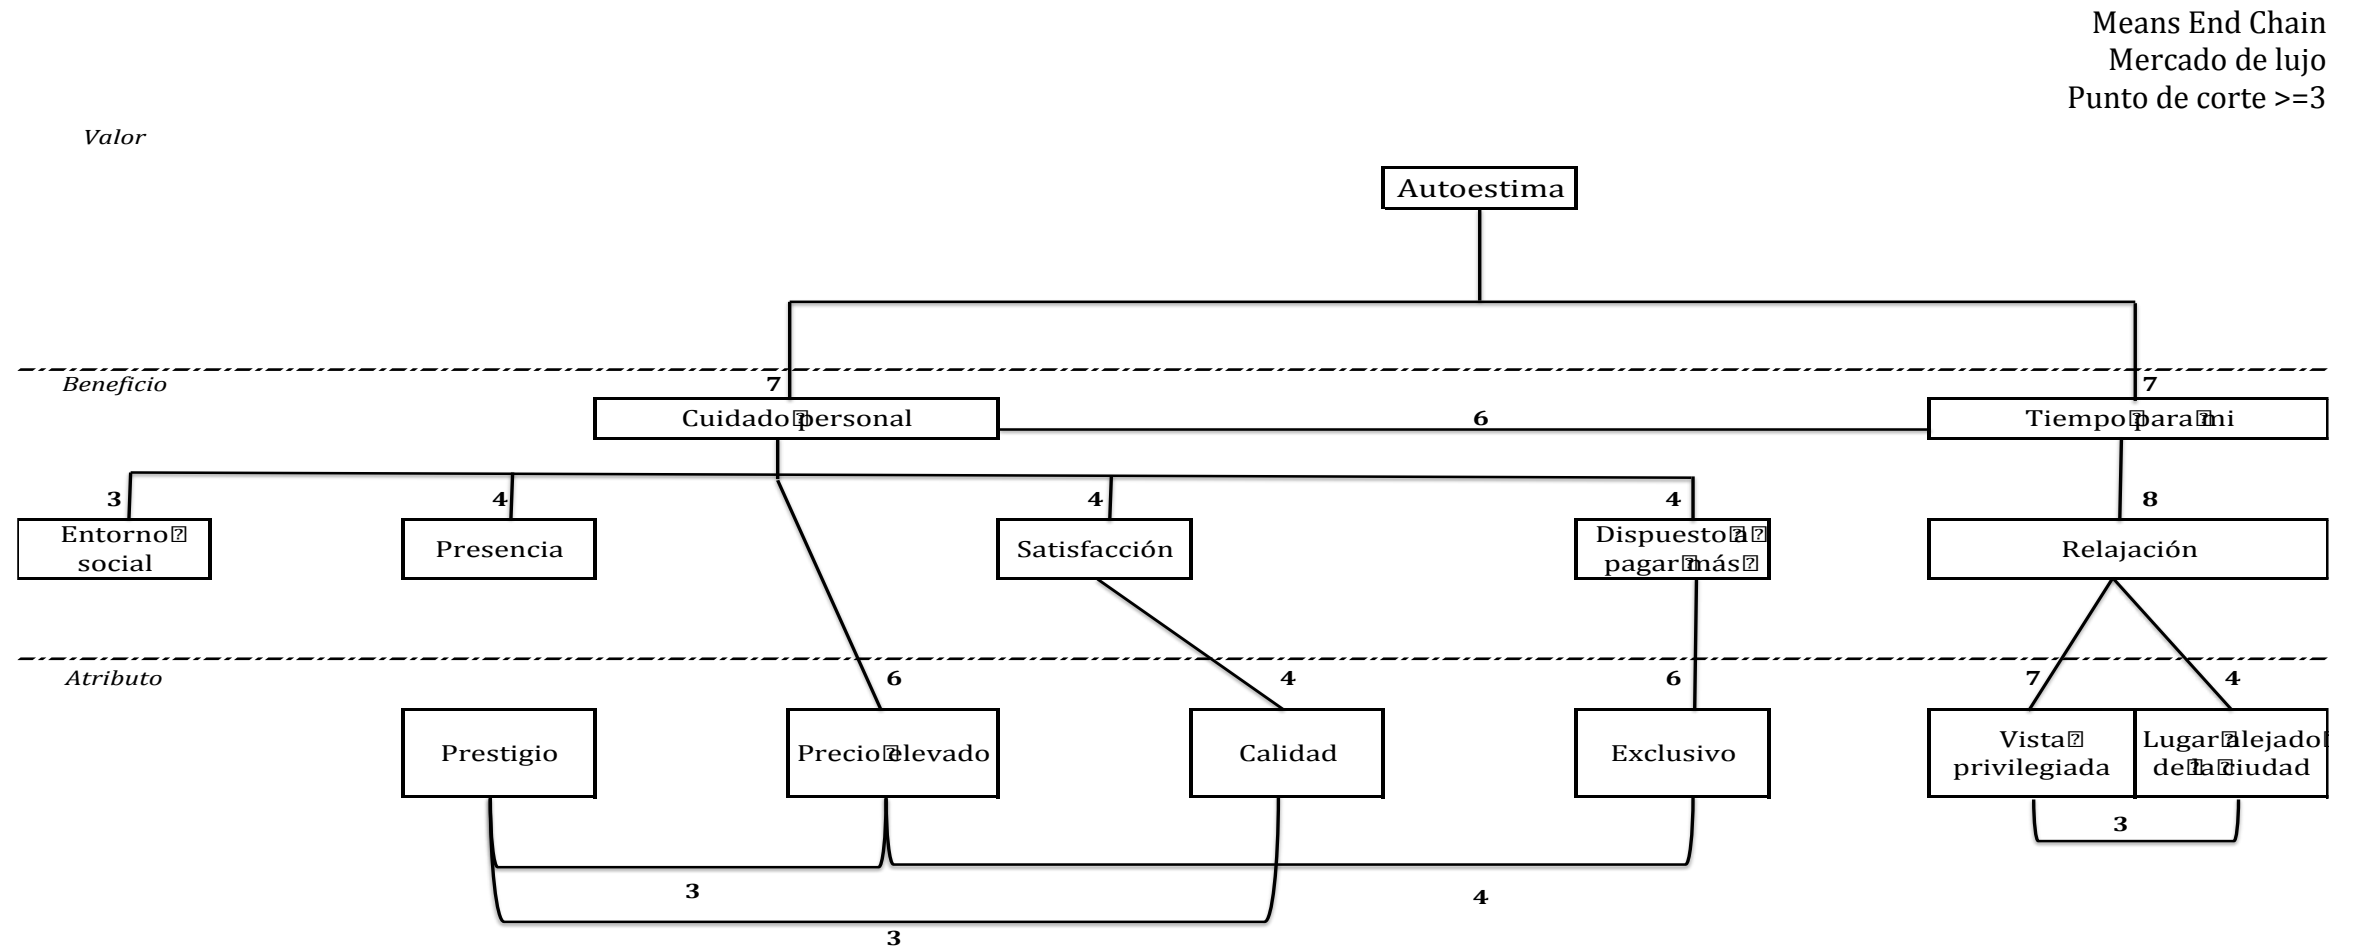 Means End Chain
Mercado de lujo
Punto de corte >=3
Valor
Autoestima
Beneficio
7
7
Cuidado personal
6
Tiempo para mi
3
4
4
4
8
Entorno
social
Presencia
Satisfacción
Dispuesto a
pagar más
Relajación
Atributo
6
4
6
7
4
Prestigio
Precio elevado
Calidad
Exclusivo
Vista
privilegiada
Lugar alejado
de la ciudad
3
3
4
3